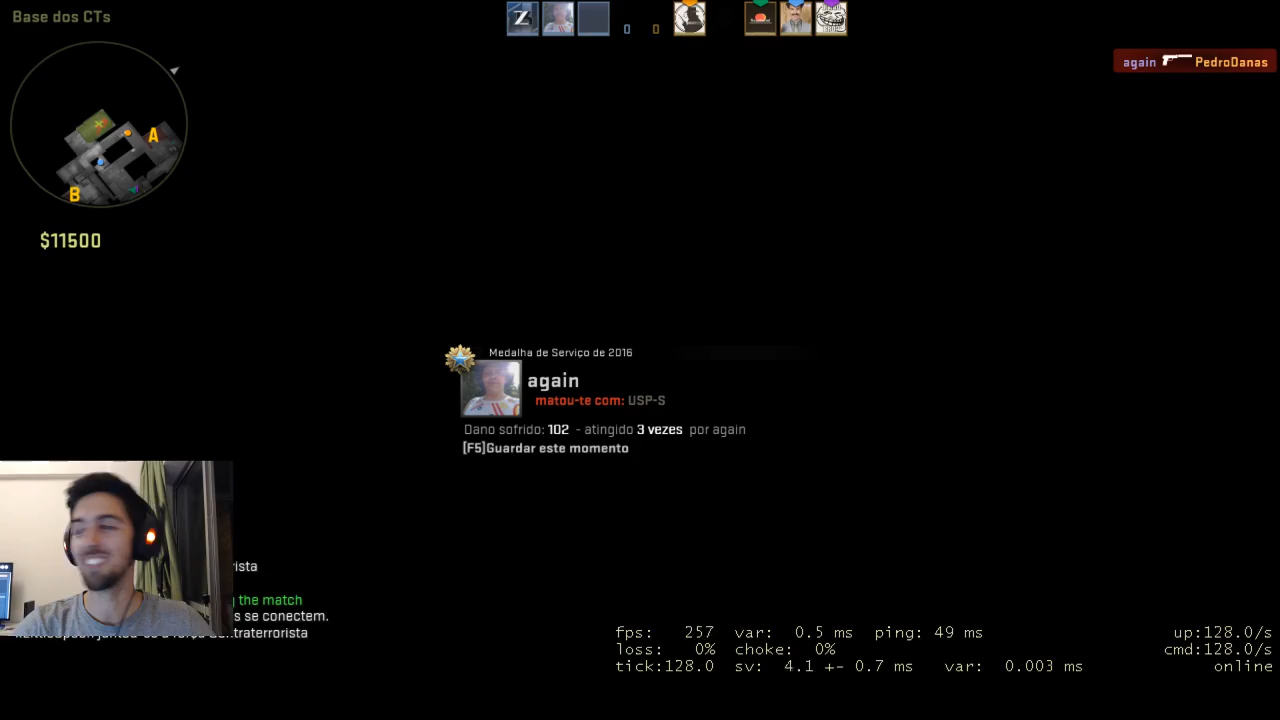 Base dos CTs
0 0
again PedroDanas
A
B
$11500
Medalha de Serviço de 2016
again
matou-te com: USP-S
Dano sofrido: 102 - atingido 3 vezes por again
[F5]Guardar este momento
ista
the match
s se conectem.
traterrorista
fps: 257 var: 0.5 ms ping: 49 ms up:128.0/s
loss: 0% choke: 0% cmd:128.0/s
tick:128.0 sv: 4.1 +- 0.7 ms var: 0.003 ms online